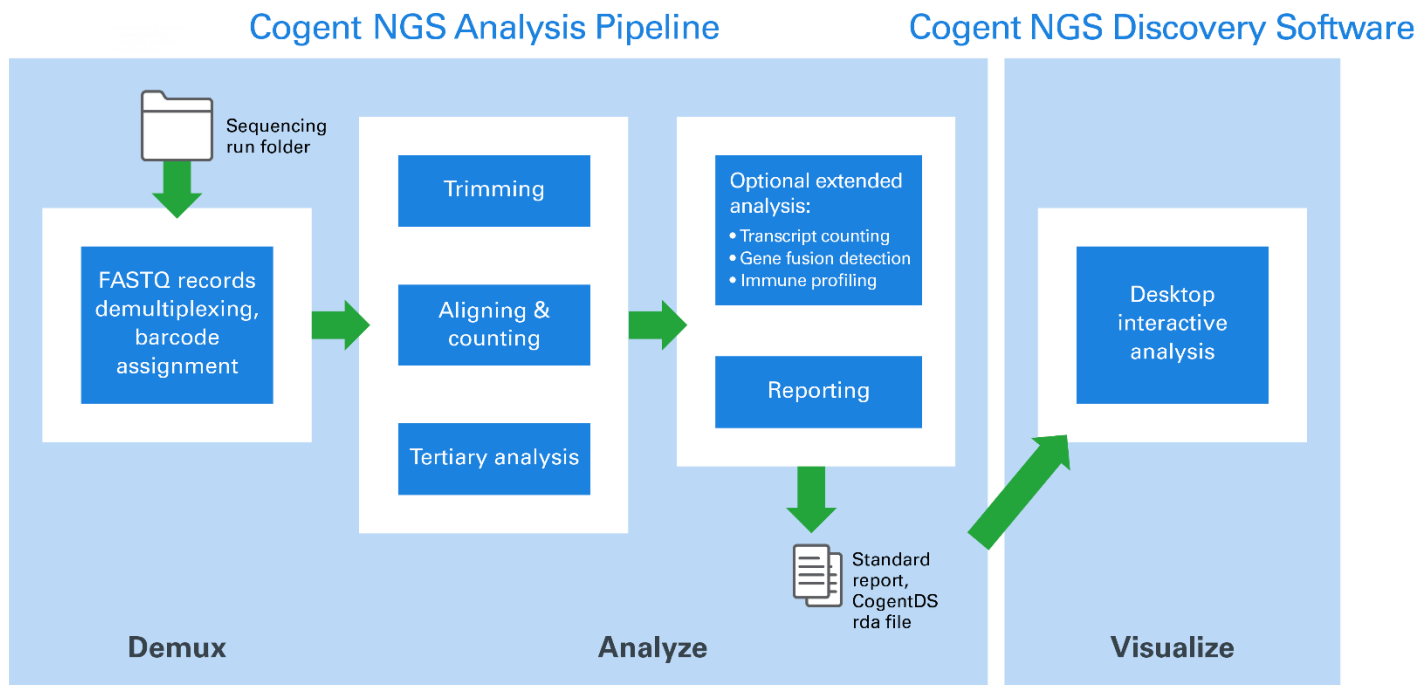 Cogent NGS Analysis Pipeline
Cogent NGS Discovery Software
Sequencing
run folder
FASTQ records
demultiplexing,
barcode
assignment
Trimming
Aligning &
counting
Tertiary analysis
Optional extended
analysis:
• Transcript counting
• Gene fusion detection
• Immune profiling
Reporting
Standard
report,
CogentDS
rda file
Desktop
interactive
analysis
Demux
Analyze
Visualize